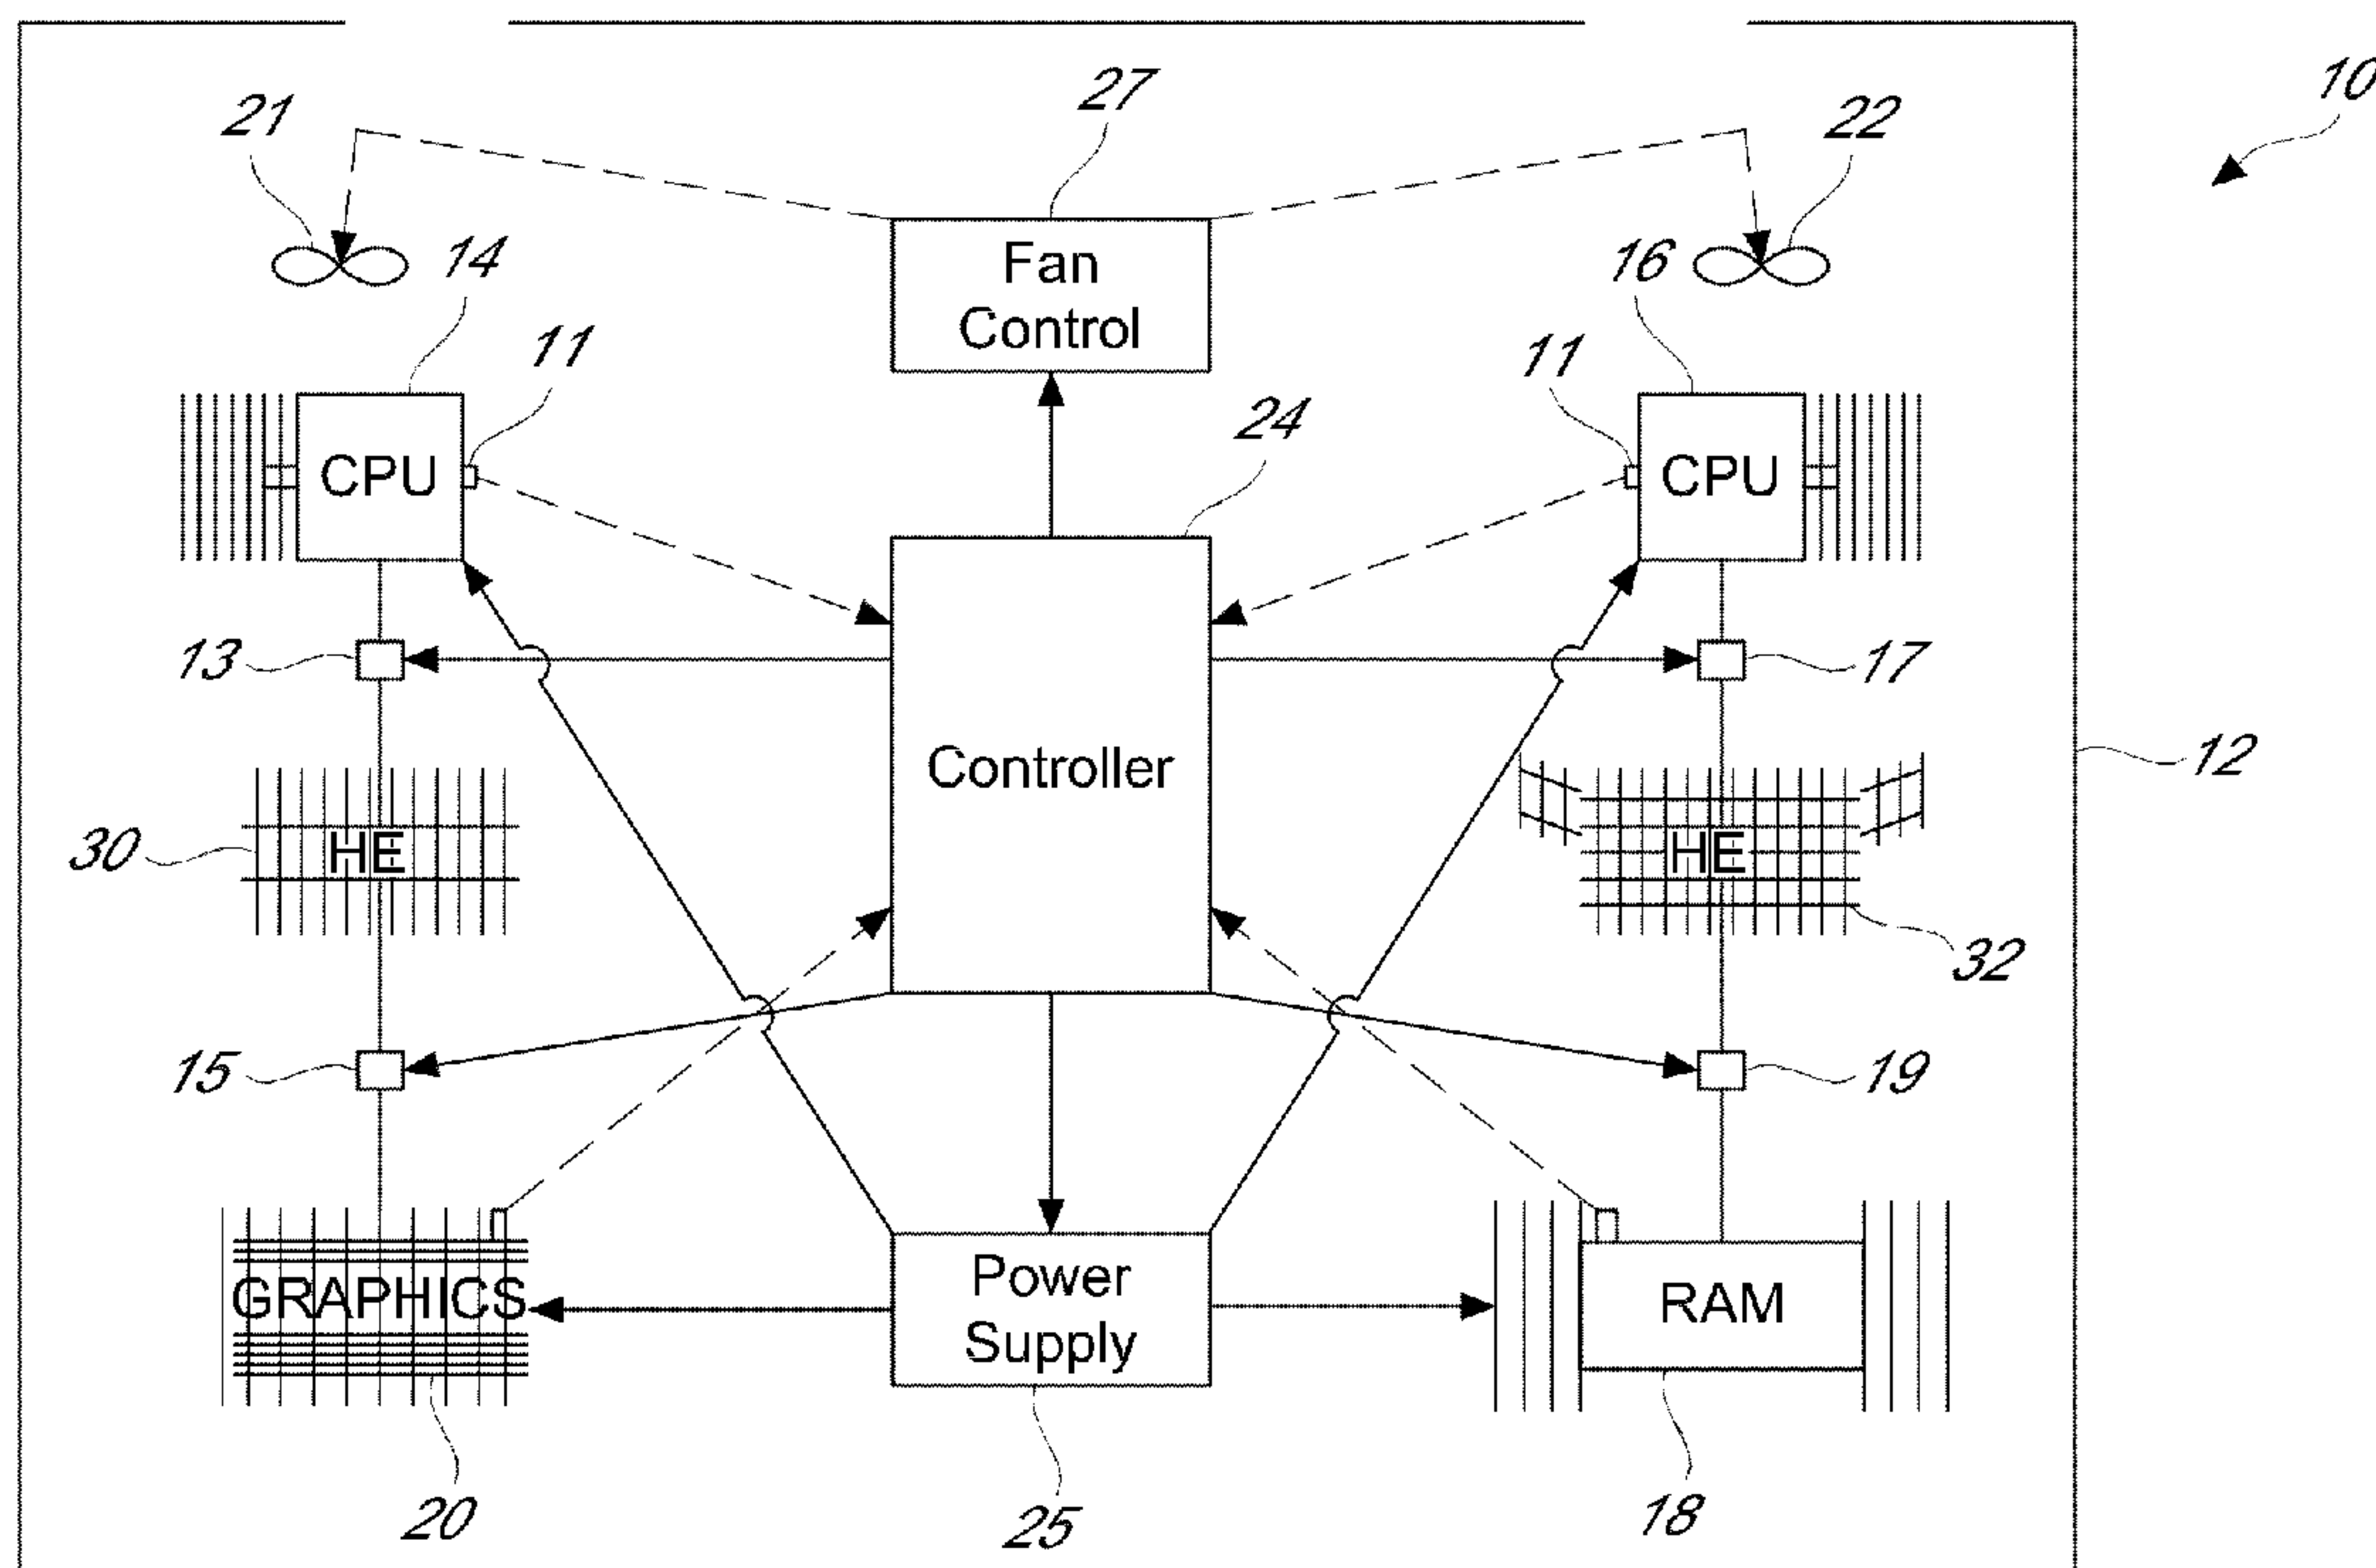 10
27
21
22
Fan
Control
14
16
11
11
24
CPU
CPU
13
17
Controller
12
30
HE
HE
32
15
19
GRAPHICS
Power
Supply
RAM
20
25
18